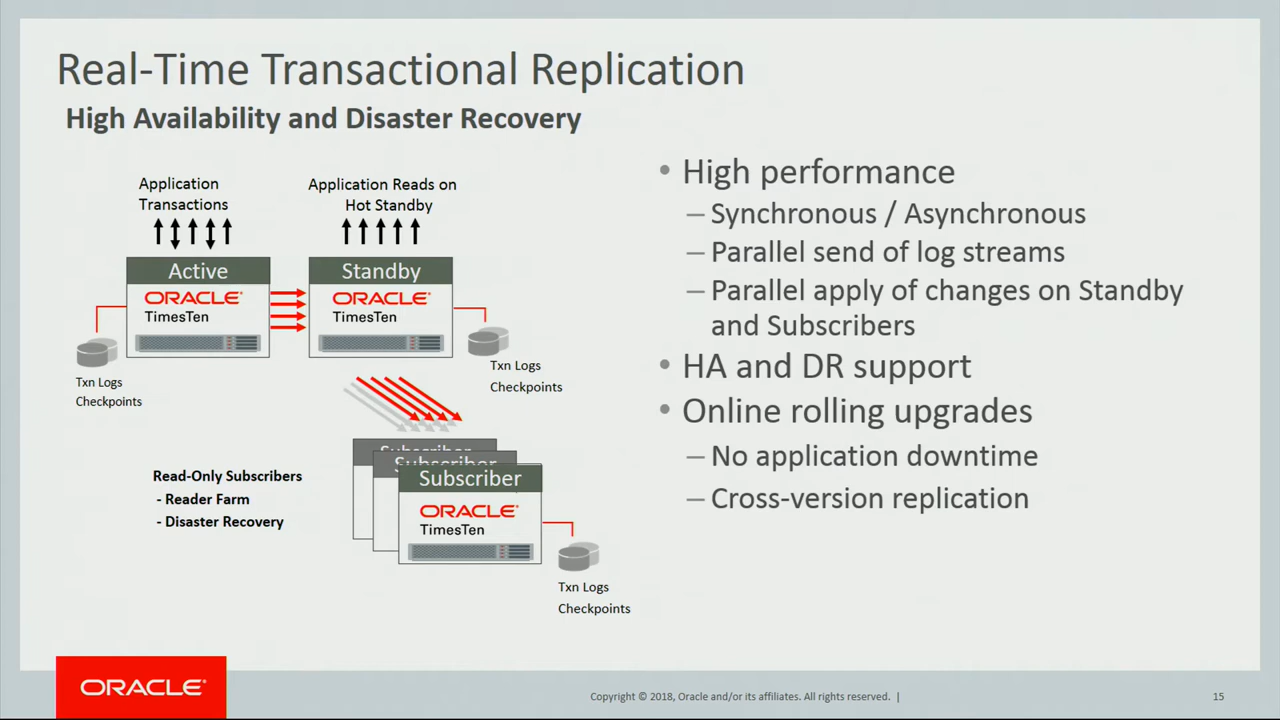 Real-Time Transactional Replication
High Availability and Disaster Recovery
Application
Transactions
Application Reads on
Hot Standby
Active
ORACLE®
TimesTen
Standby
ORACLE®
TimesTen
Txn Logs
Checkpoints
Txn Logs
Checkpoints
Subscriber
Subscriber
Subscriber
ORACLE®
TimesTen
Read-Only Subscribers
- Reader Farm
- Disaster Recovery
Txn Logs
Checkpoints
• High performance
– Synchronous / Asynchronous
– Parallel send of log streams
– Parallel apply of changes on Standby
and Subscribers
• HA and DR support
• Online rolling upgrades
– No application downtime
– Cross-version replication
ORACLE®
Copyright © 2018, Oracle and/or its affiliates. All rights reserved. |
15